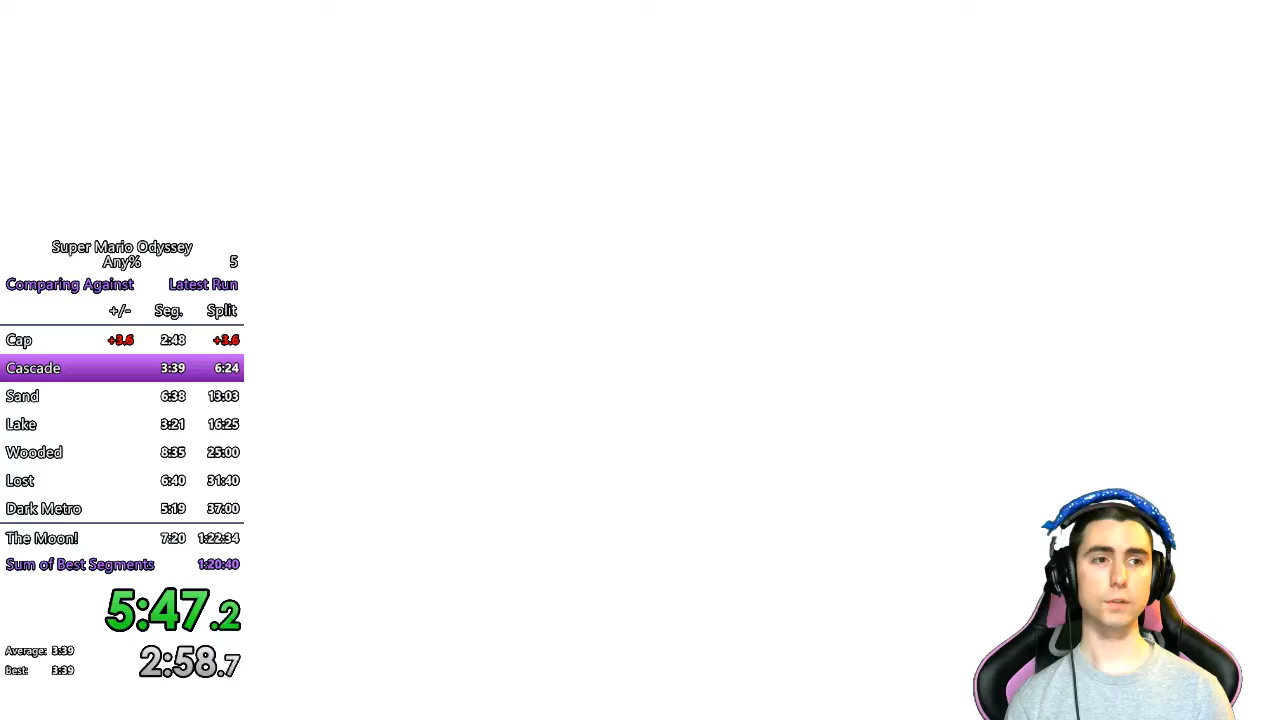 Super Mario Odyssey
Any% 5
Comparing Against Latest Run
+/- Seg. Split
Cap +3.6 2:48 +3.6
Cascade 3:39 6:24
Sand 6:38 13:03
Lake 3:21 16:25
Wooded 8:35 25:00
Lost 6:40 31:40
Dark Metro 5:19 37:00
The Moon! 7:20 1:22:34
Sum of Best Segments 1:20:40
5:47.2
Average: 3:39
2:58.7
Best: 3:39